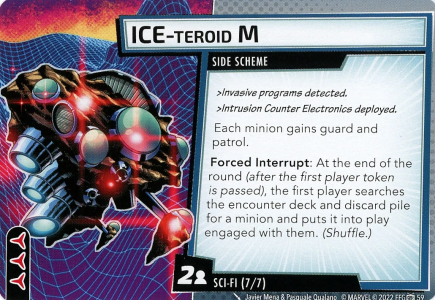 ICE-TEROID M
SIDE SCHEME
>Invasive programs detected.
>Intrusion Counter Electronics deployed.
Each minion gains guard and
patrol.
Forced Interrupt: At the end of the
round (after the first player token
is passed), the first player searches
the encounter deck and discard pile
for a minion and puts it into play
engaged with them. (Shuffle.)
2
SCI-FI (7/7)
Javier Mena & Pasquale Qualano © MARVEL © 2022 FFG 59